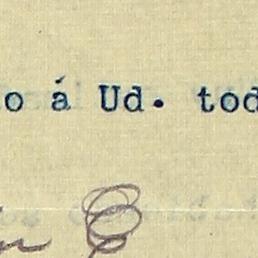 o á Ud. tod